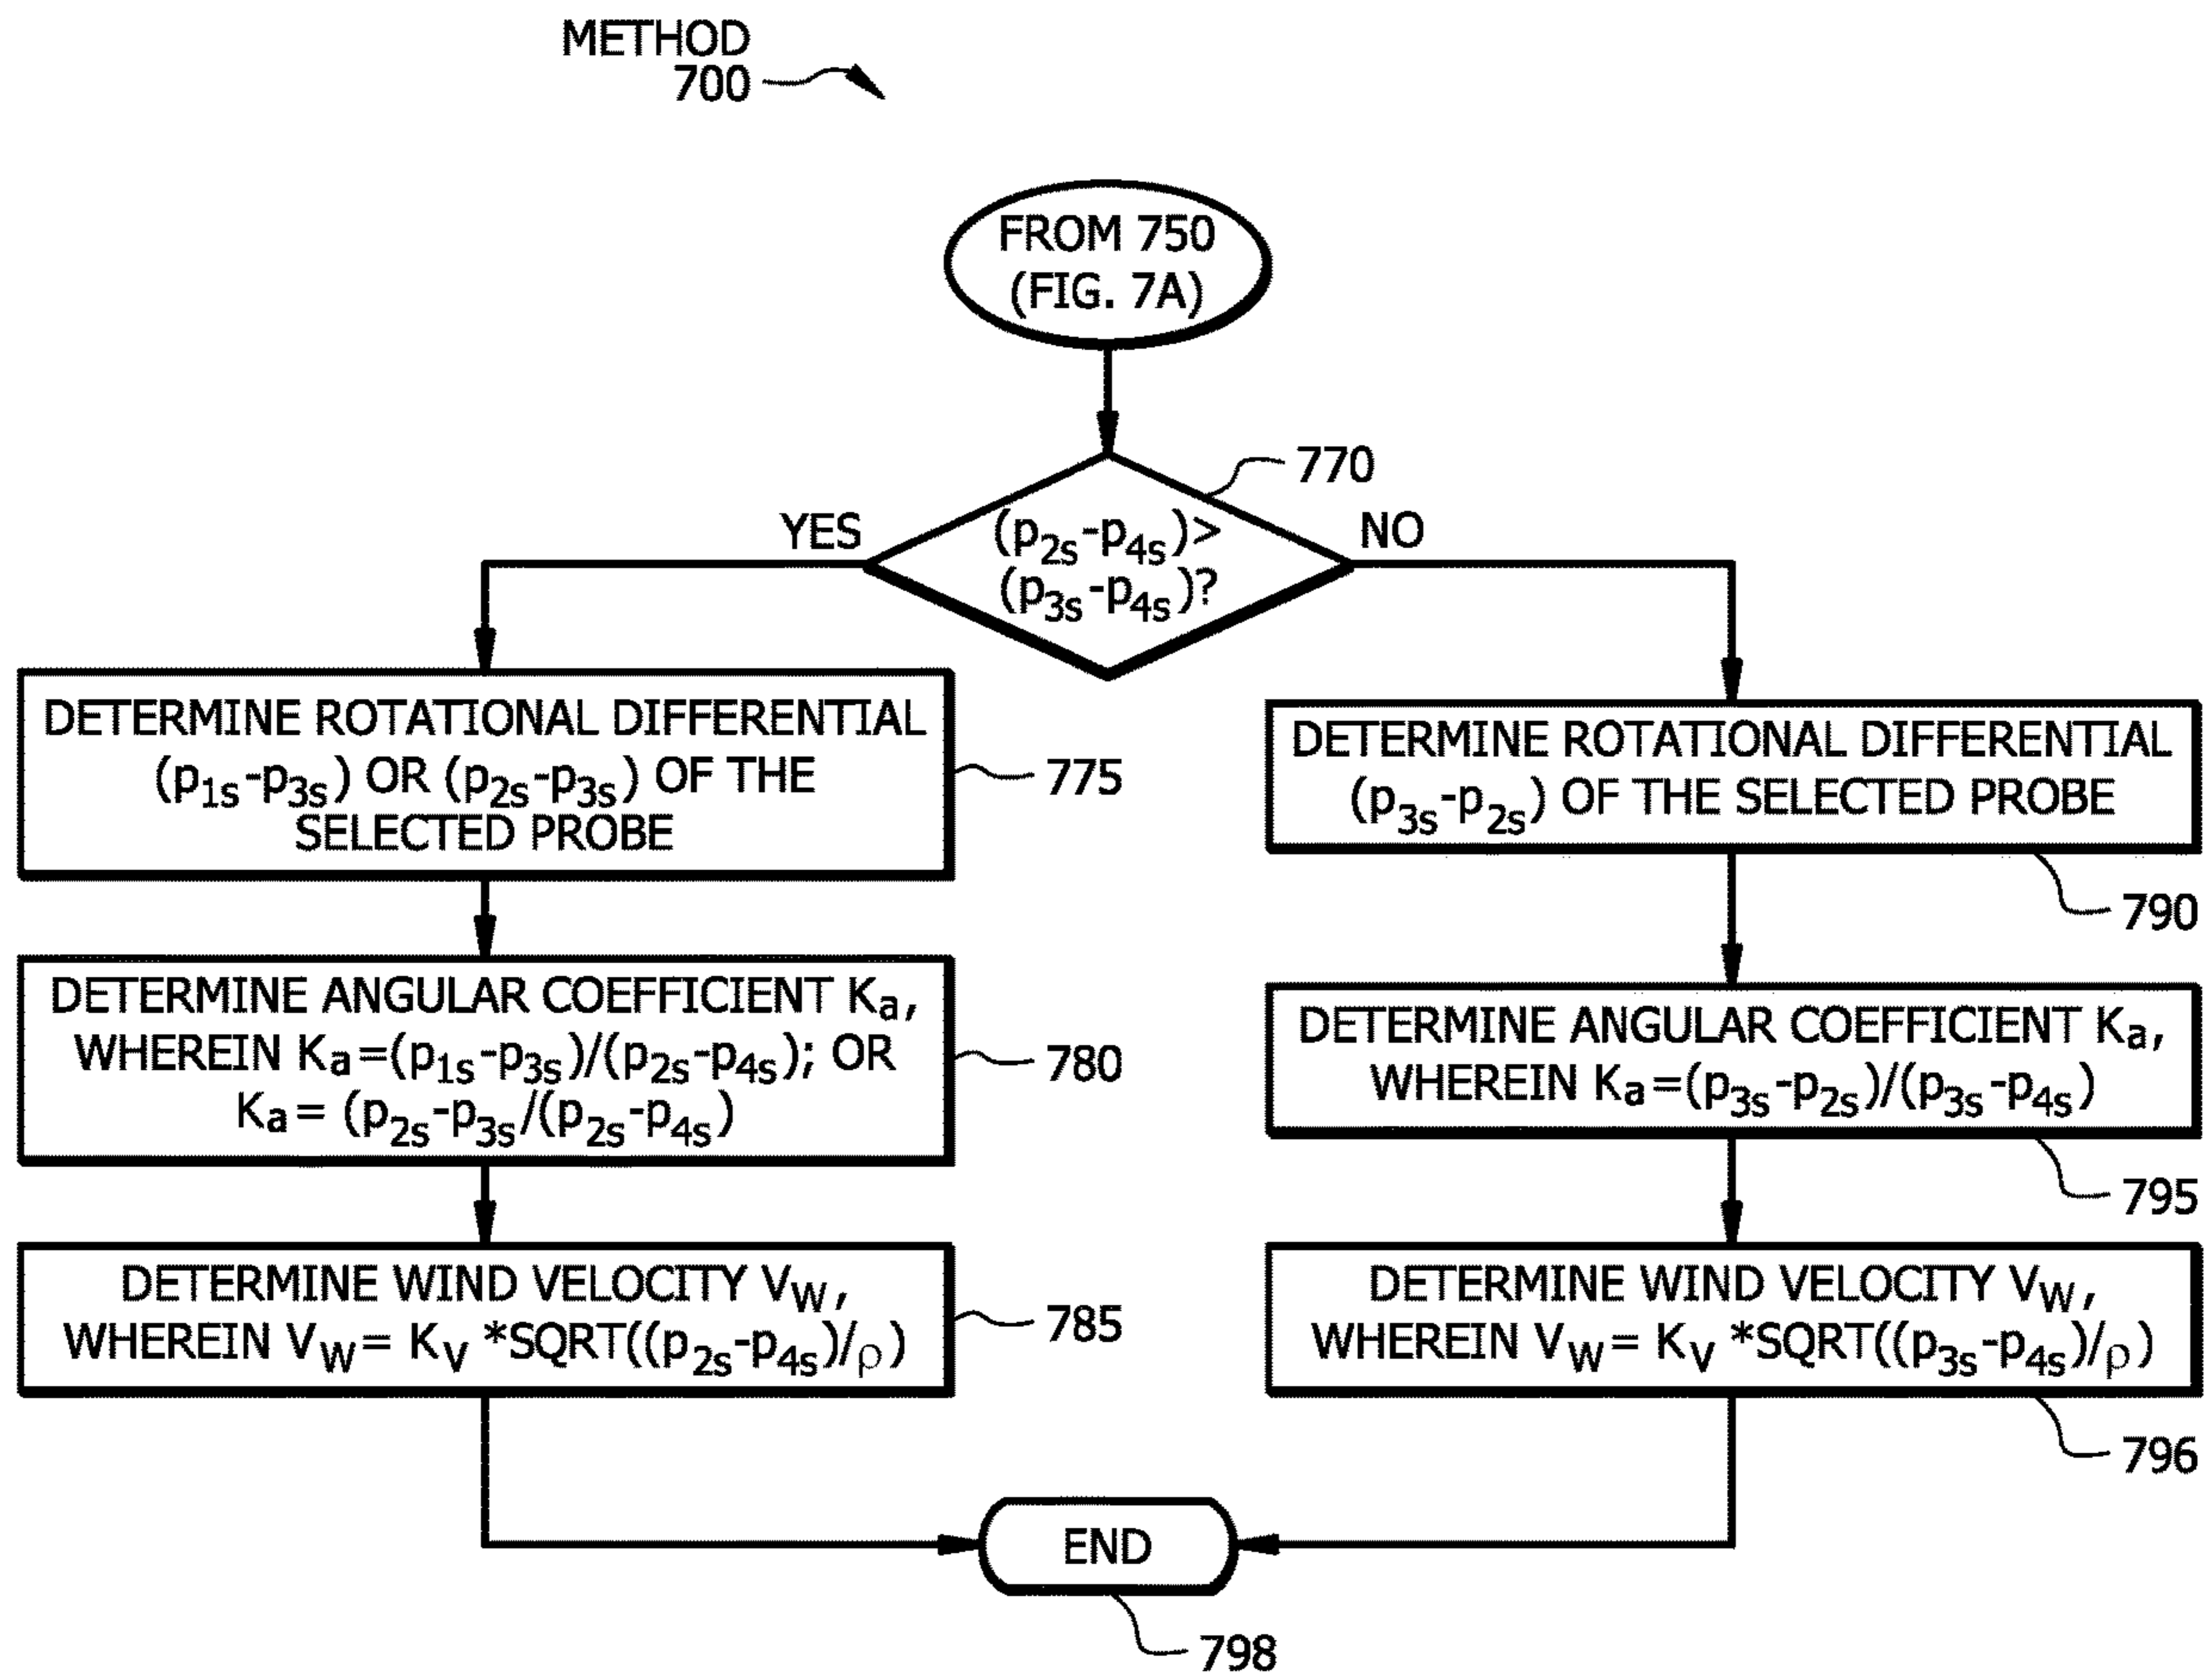 METHOD
700
FROM 750
(FIG. 7A)
770
YES
(p2s-p4s)>
(p3s-p4s)?
NO
DETERMINE ROTATIONAL DIFFERENTIAL
(p1s-p3s) OR (p2s-p3s) OF THE
SELECTED PROBE
775
DETERMINE ROTATIONAL DIFFERENTIAL
(p3s-p2s) OF THE SELECTED PROBE
790
DETERMINE ANGULAR COEFFICIENT Ka,
WHEREIN Ka=(p1s-p3s)/(p2s-p4s); OR
Ka= (p2s-p3s/(p2s-p4s)
780
DETERMINE ANGULAR COEFFICIENT Ka,
WHEREIN Ka=(p3s-p2s)/(p3s-p4s)
795
DETERMINE WIND VELOCITY VW,
WHEREIN VW= KV *SQRT((p2s-p4s)/ρ)
785
DETERMINE WIND VELOCITY VW,
WHEREIN VW= KV *SQRT((p3s-p4s)/ρ)
796
END
798